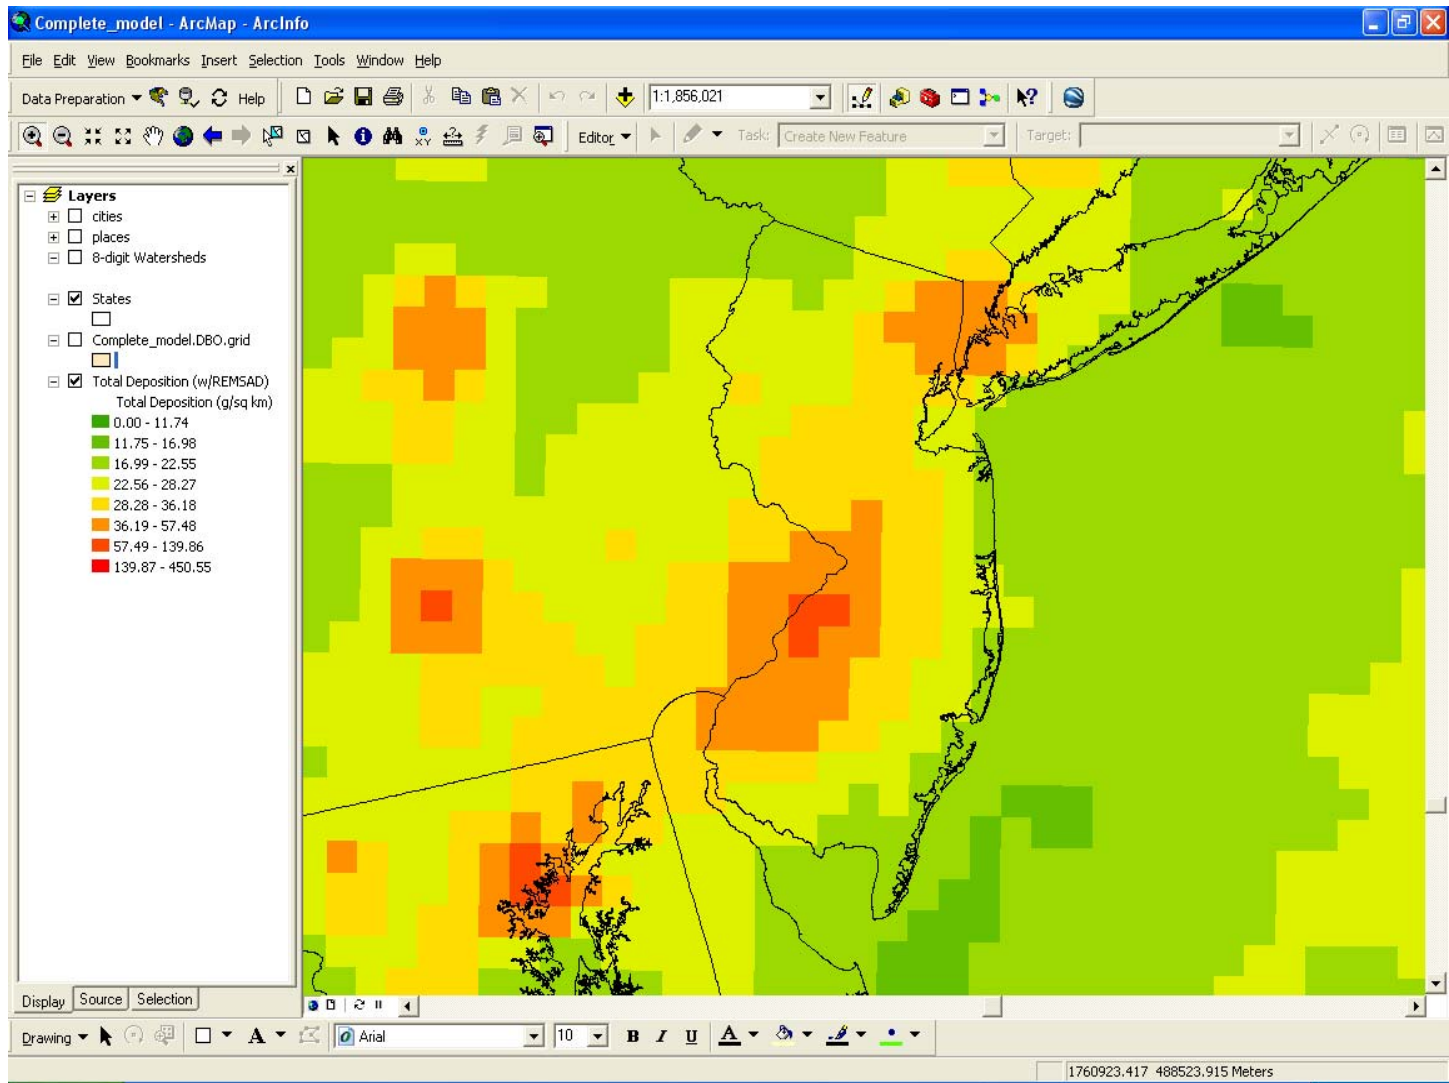 Complete_model - ArcMap - ArcInfo
File Edit View Bookmarks Insert Selection Tools Window Help
Data Preparation Help 1:1,856,021
Editor Task: Create New Feature Target:
Layers
cities
places
8-digit Watersheds
States
Complete_model.DBO.grid
Total Deposition (w/REMSAD)
Total Deposition (g/sq km)
0.00 - 11.74
11.75 - 16.98
16.99 - 22.55
22.56 - 28.27
28.28 - 36.18
36.19 - 57.48
57.49 - 139.86
139.87 - 450.55
Display Source Selection
Drawing A Arial 10 B I U A
1760923.417 488523.915 Meters